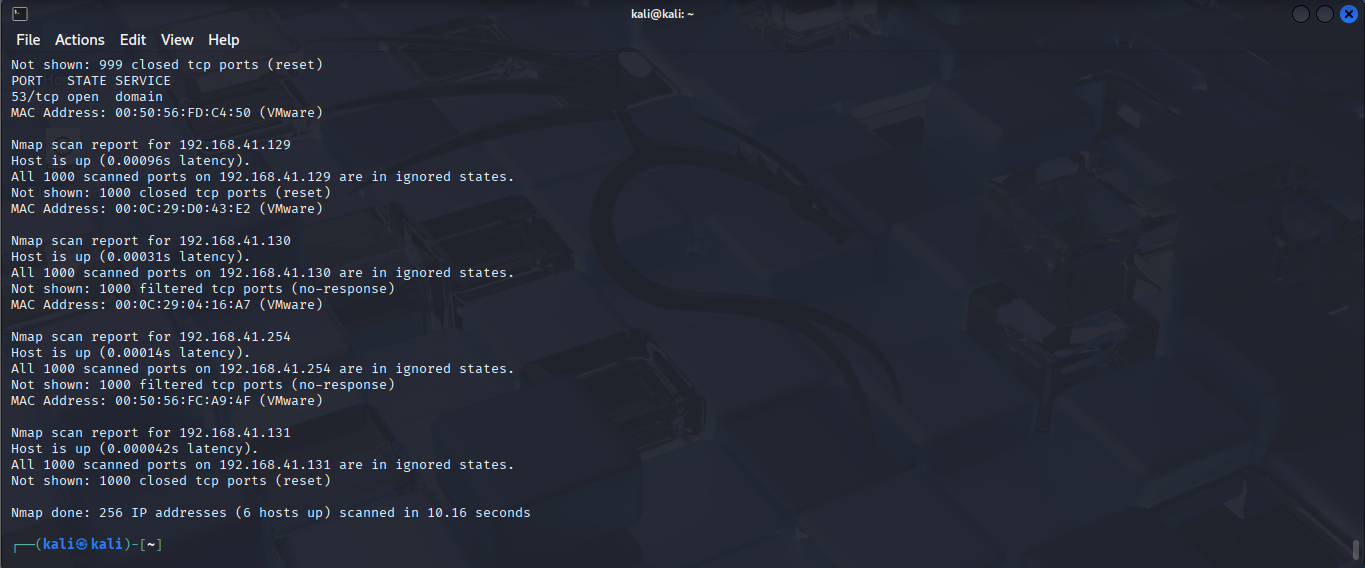 kali@kali: ~
File Actions Edit View Help
Not shown: 999 closed tcp ports (reset)
PORT   STATE SERVICE
53/tcp open  domain
MAC Address: 00:50:56:FD:C4:50 (VMware)
Nmap scan report for 192.168.41.129
Host is up (0.00096s latency).
All 1000 scanned ports on 192.168.41.129 are in ignored states.
Not shown: 1000 closed tcp ports (reset)
MAC Address: 00:0C:29:D0:43:E2 (VMware)
Nmap scan report for 192.168.41.130
Host is up (0.00031s latency).
All 1000 scanned ports on 192.168.41.130 are in ignored states.
Not shown: 1000 filtered tcp ports (no-response)
MAC Address: 00:0C:29:04:16:A7 (VMware)
Nmap scan report for 192.168.41.254
Host is up (0.00014s latency).
All 1000 scanned ports on 192.168.41.254 are in ignored states.
Not shown: 1000 filtered tcp ports (no-response)
MAC Address: 00:50:56:FC:A9:4F (VMware)
Nmap scan report for 192.168.41.131
Host is up (0.000042s latency).
All 1000 scanned ports on 192.168.41.131 are in ignored states.
Not shown: 1000 closed tcp ports (reset)
Nmap done: 256 IP addresses (6 hosts up) scanned in 10.16 seconds
┌──(kali㉿kali)-[~]